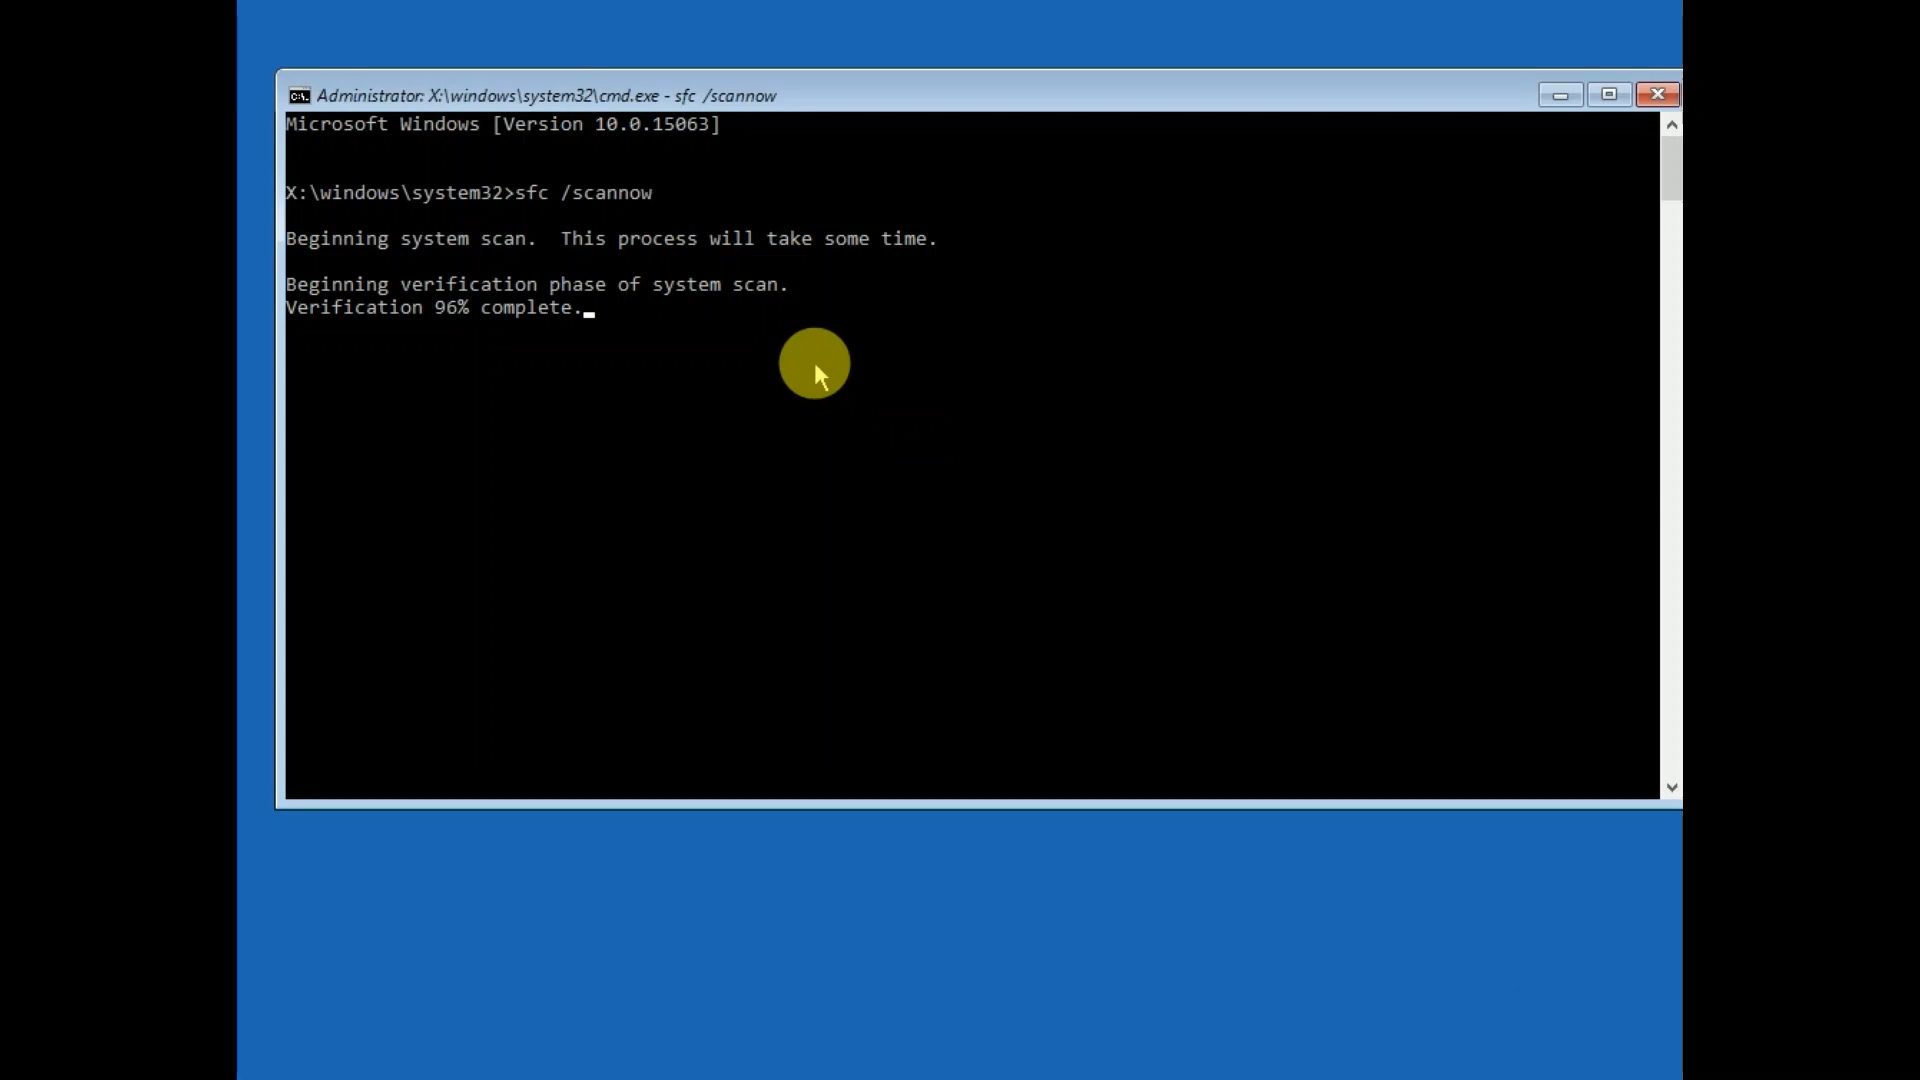 Administrator: X:\windows\system32\cmd.exe - sfc /scannow
Microsoft Windows [Version 10.0.15063]
X:\windows\system32>sfc /scannow
Beginning system scan.  This process will take some time.
Beginning verification phase of system scan.
Verification 96% complete.